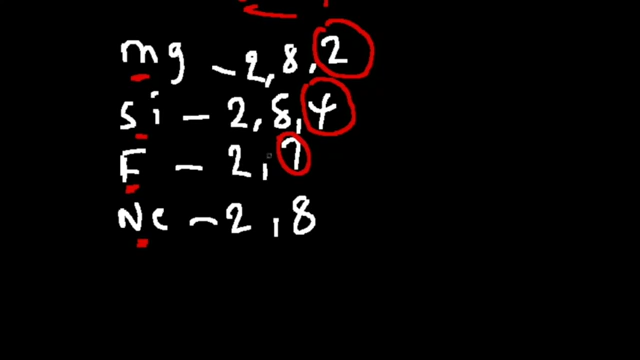 mg - 2, 8, 2
Si - 2, 8, 4
F - 2, 7
Ne - 2, 8